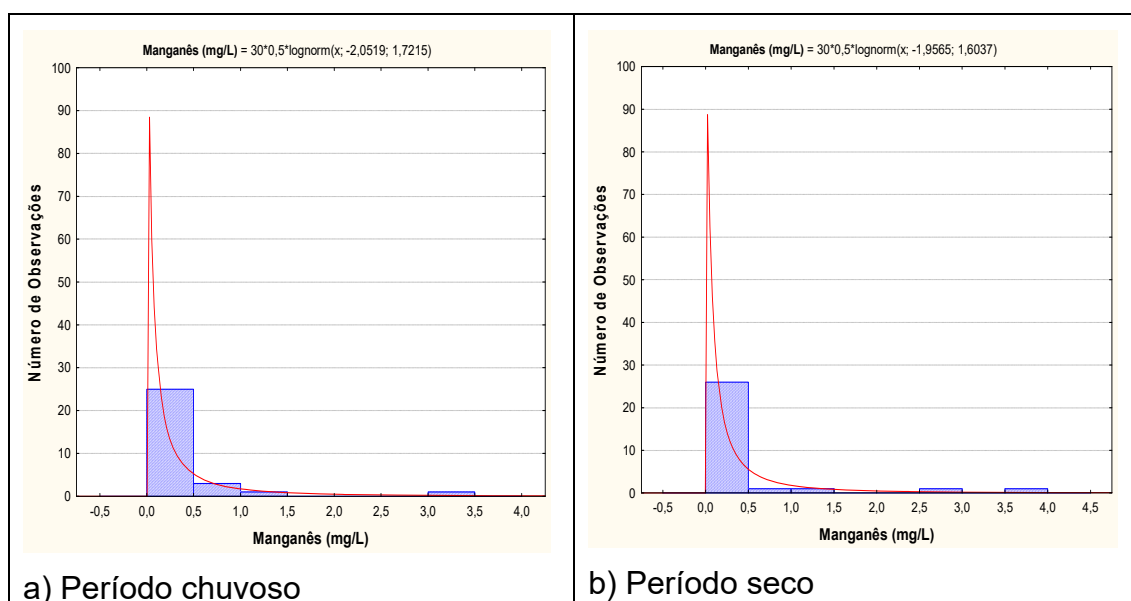 Manganês (mg/L) = 30*0,5*lognorm(x; -2,0519; 1,7215)
100
90
80
70
60
50
40
30
20
10
0
Número de Observações
-0,5 0,0 0,5 1,0 1,5 2,0 2,5 3,0 3,5 4,0
Manganês (mg/L)
a) Período chuvoso
Manganês (mg/L) = 30*0,5*lognorm(x; -1,9565; 1,6037)
100
90
80
70
60
50
40
30
20
10
0
Número de Observações
-0,5 0,0 0,5 1,0 1,5 2,0 2,5 3,0 3,5 4,0 4,5
Manganês (mg/L)
b) Período seco